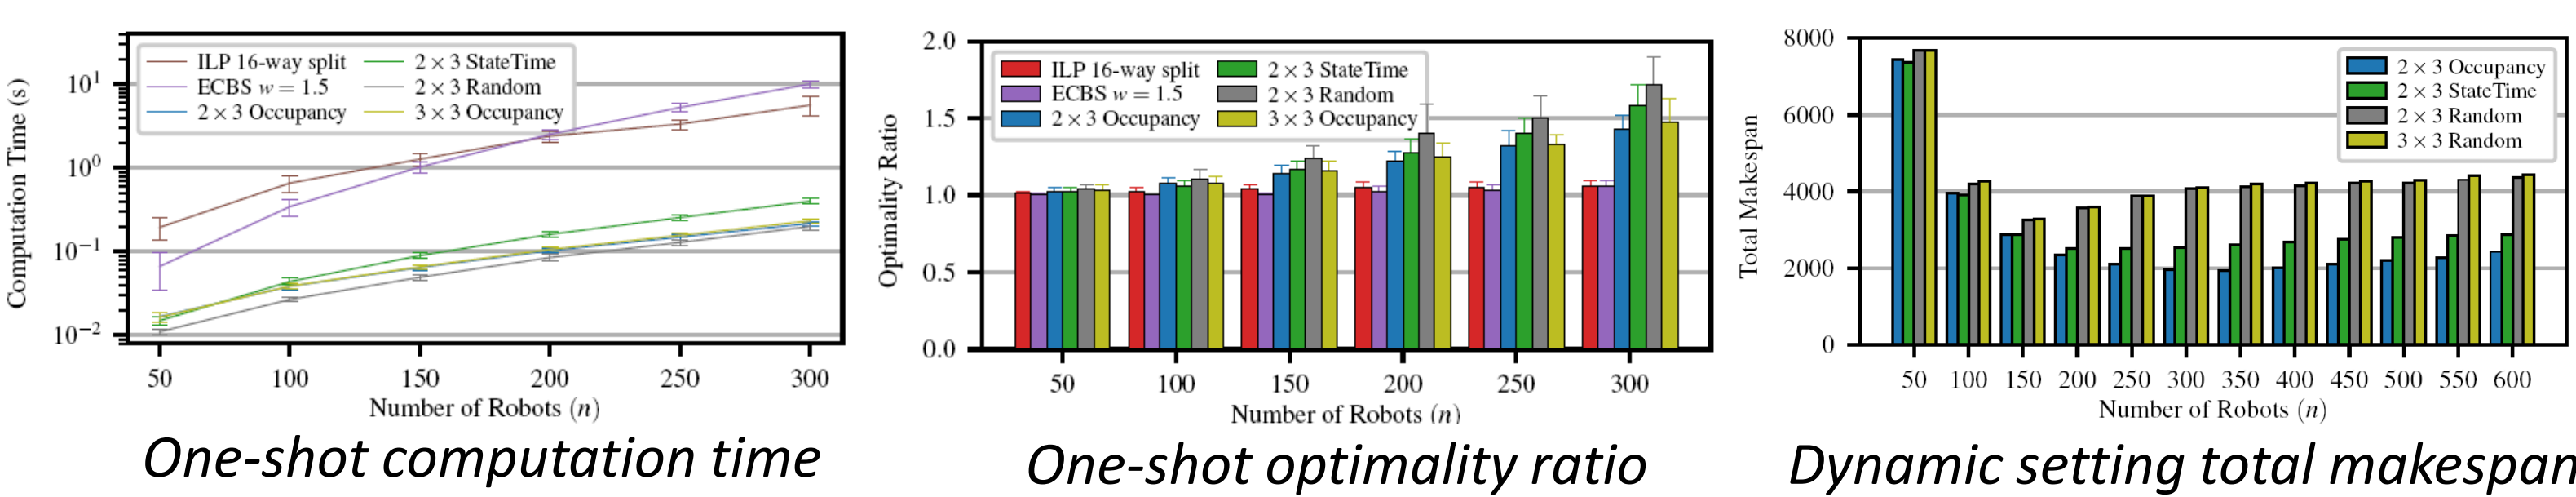 ILP 16-way split
ECBS w = 1.5
2 × 3 Occupancy
2 × 3 StateTime
2 × 3 Random
3 × 3 Occupancy
Computation Time (s)
10¹
10⁰
10⁻¹
10⁻²
50 100 150 200 250 300
Number of Robots (n)
One-shot computation time
ILP 16-way split
ECBS w = 1.5
2 × 3 Occupancy
2 × 3 StateTime
2 × 3 Random
3 × 3 Occupancy
Optimality Ratio
2.0
1.5
1.0
0.5
0.0
50 100 150 200 250 300
Number of Robots (n)
One-shot optimality ratio
2 × 3 Occupancy
2 × 3 StateTime
2 × 3 Random
3 × 3 Random
Total Makespan
8000
6000
4000
2000
0
50 100 150 200 250 300 350 400 450 500 550 600
Number of Robots (n)
Dynamic setting total makespan